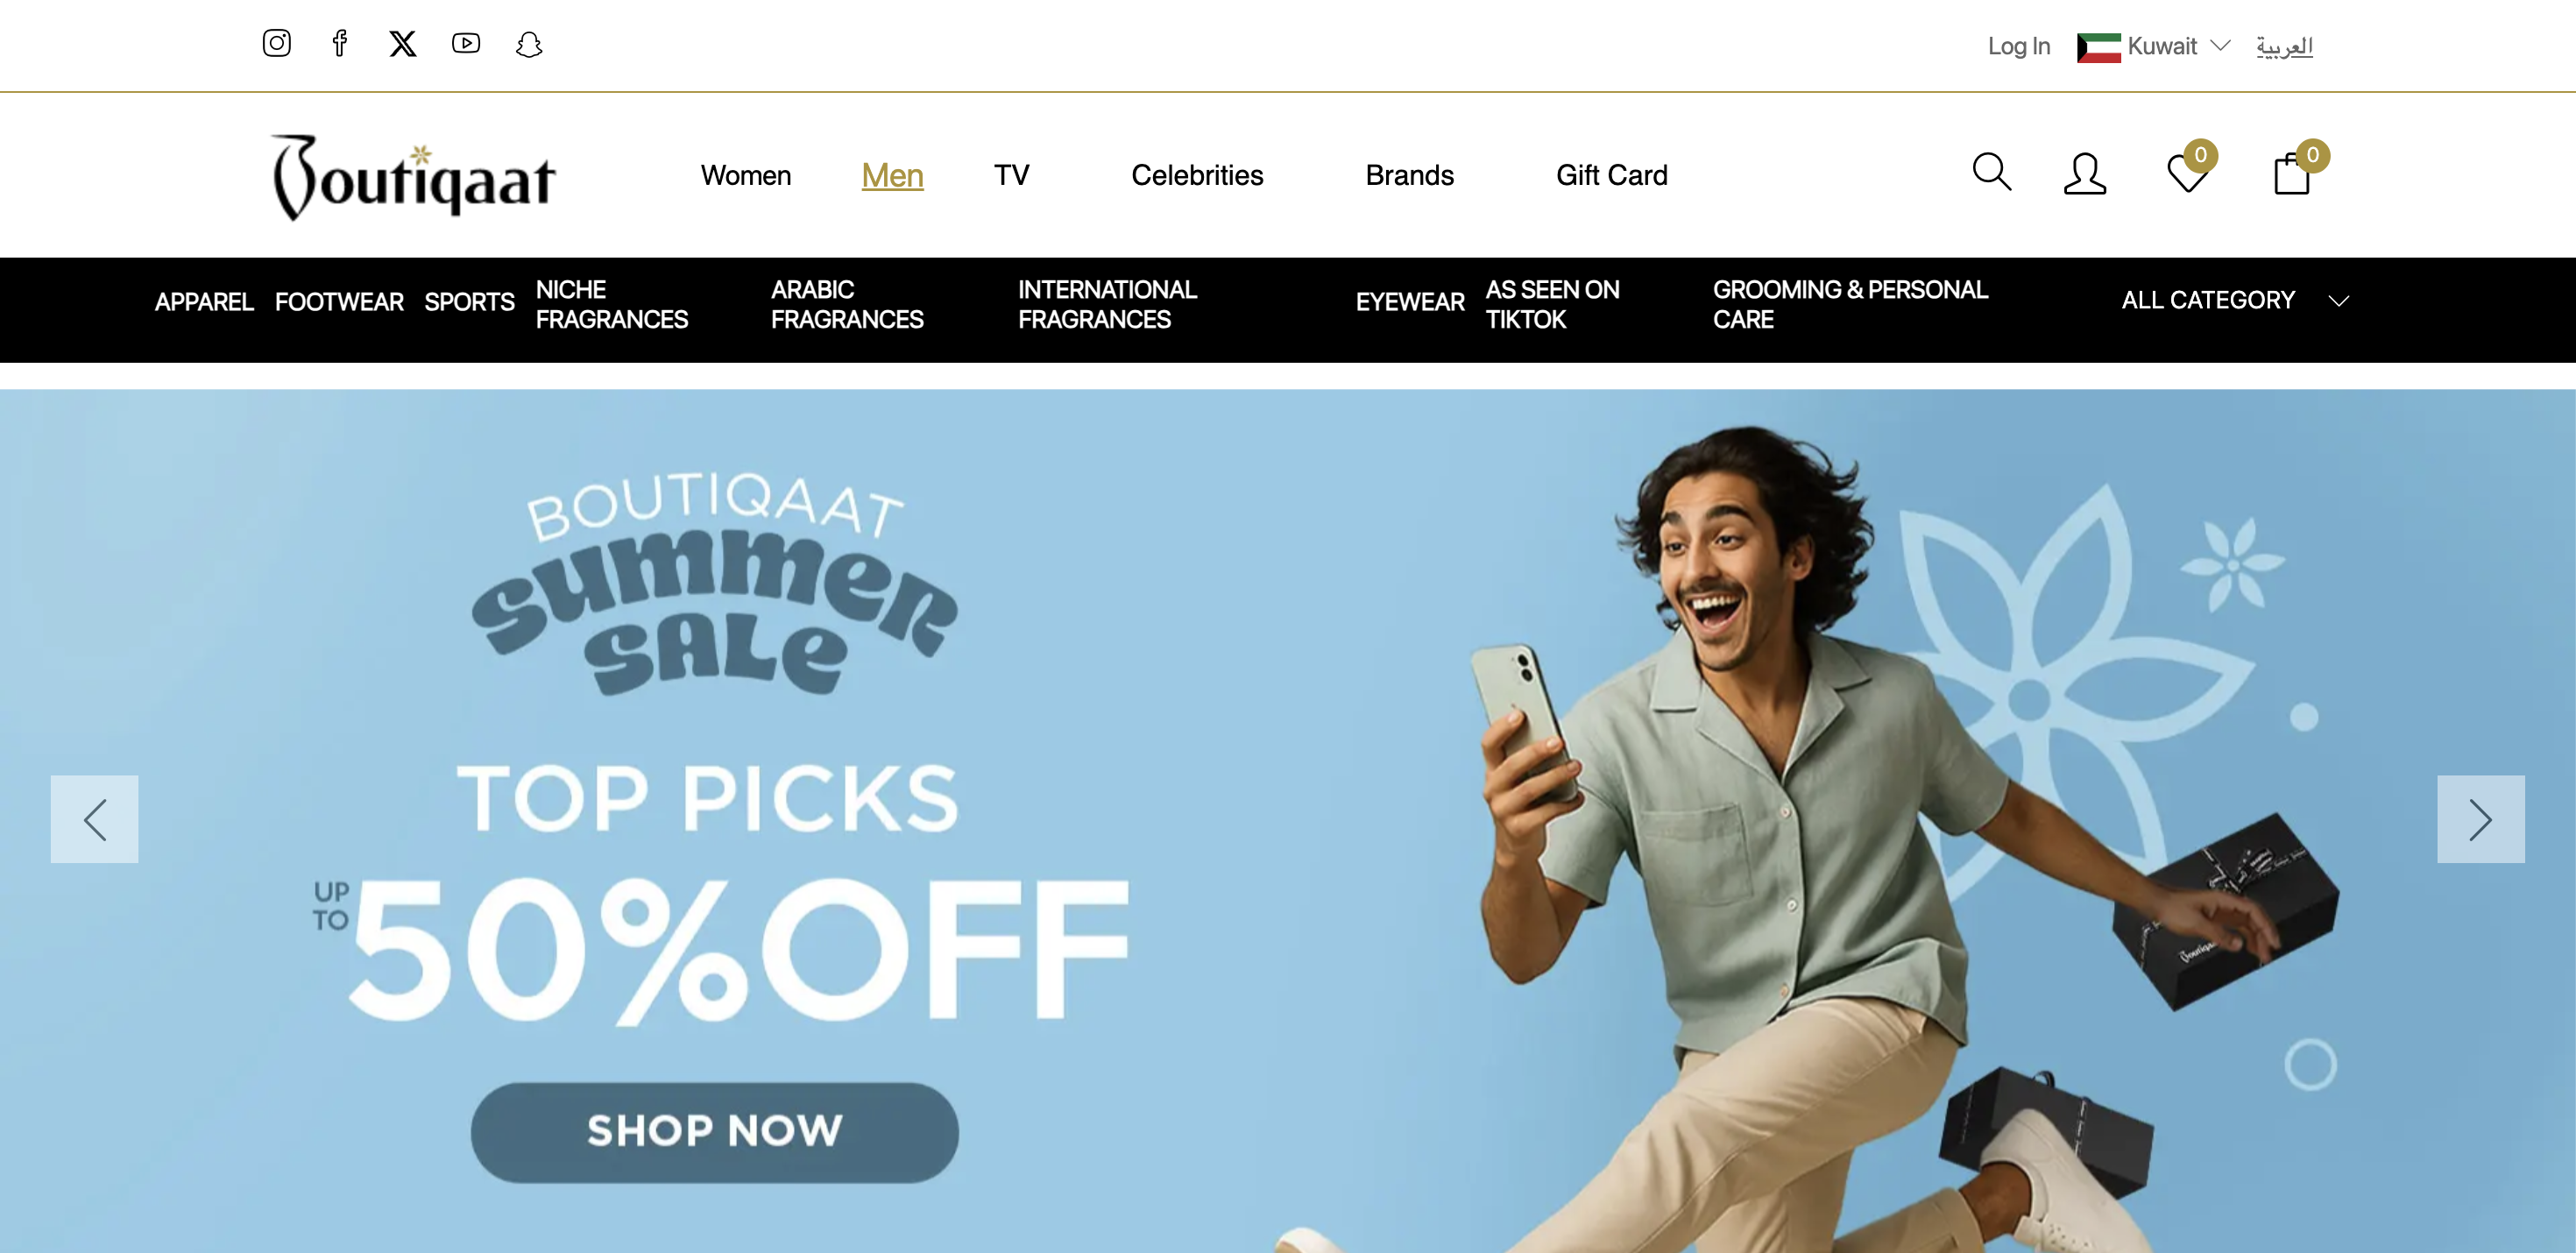 Log In
Kuwait
العربية
Boutiqaat
Women
Men
TV
Celebrities
Brands
Gift Card
0
0
APPAREL
FOOTWEAR
SPORTS
NICHE
FRAGRANCES
ARABIC
FRAGRANCES
INTERNATIONAL
FRAGRANCES
EYEWEAR
AS SEEN ON
TIKTOK
GROOMING & PERSONAL
CARE
ALL CATEGORY
BOUTIQAAT
summer
SALe
TOP PICKS
UP
TO
50%OFF
SHOP NOW
Boutiqaat